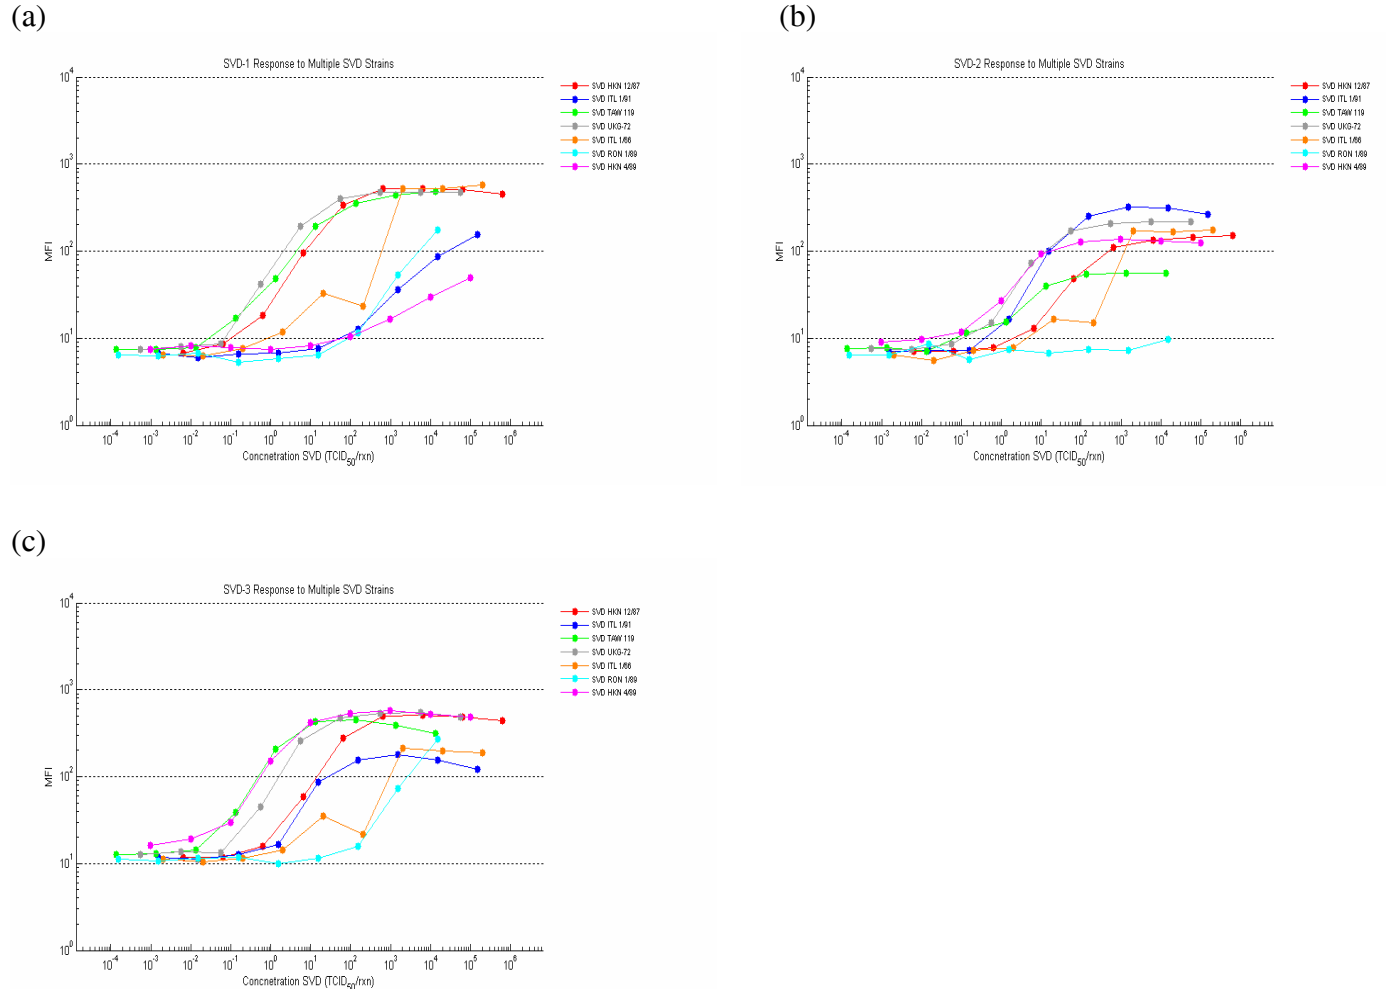 (a)
SVD-1 Response to Multiple SVD Strains
10^4
10^3
10^2
10^1
10^0
MFI
10^-4 10^-3 10^-2 10^-1 10^0 10^1 10^2 10^3 10^4 10^5 10^6
Concnetration SVD (TCID50/rxn)
SVD HKN 12/87
SVD ITL 1/91
SVD TAW 119
SVD UKG-72
SVD ITL 1/66
SVD RON 1/89
SVD HKN 4/89
(b)
SVD-2 Response to Multiple SVD Strains
10^4
10^3
10^2
10^1
10^0
MFI
10^-4 10^-3 10^-2 10^-1 10^0 10^1 10^2 10^3 10^4 10^5 10^6
Concnetration SVD (TCID50/rxn)
SVD HKN 12/87
SVD ITL 1/91
SVD TAW 119
SVD UKG-72
SVD ITL 1/66
SVD RON 1/89
SVD HKN 4/89
(c)
SVD-3 Response to Multiple SVD Strains
10^4
10^3
10^2
10^1
10^0
MFI
10^-4 10^-3 10^-2 10^-1 10^0 10^1 10^2 10^3 10^4 10^5 10^6
Concnetration SVD (TCID50/rxn)
SVD HKN 12/87
SVD ITL 1/91
SVD TAW 119
SVD UKG-72
SVD ITL 1/66
SVD RON 1/89
SVD HKN 4/89